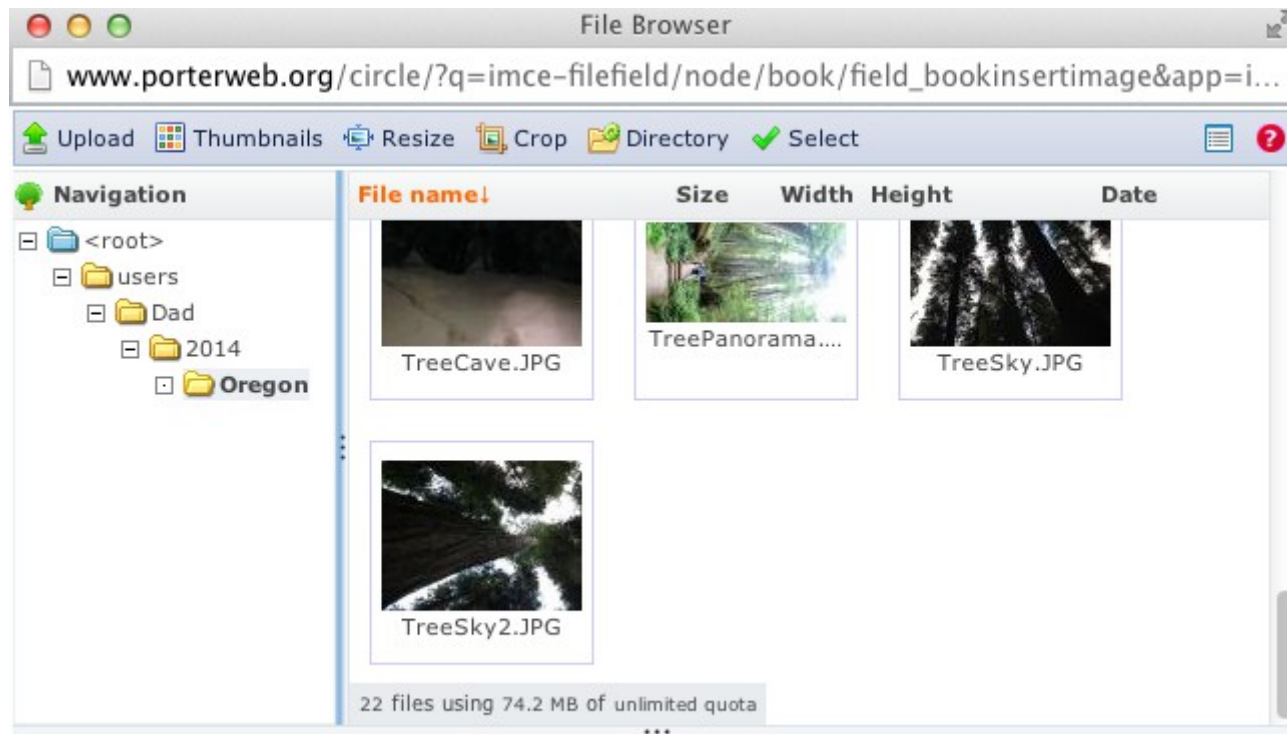 File Browser
www.porterweb.org/circle/?q=imce-filefield/node/book/field_bookinsertimage&app=i...
Upload Thumbnails Resize Crop Directory Select ?
Navigation
File name↓ Size Width Height Date
<root>
users
Dad
2014
Oregon
TreeCave.JPG
TreePanorama....
TreeSky.JPG
TreeSky2.JPG
22 files using 74.2 MB of unlimited quota